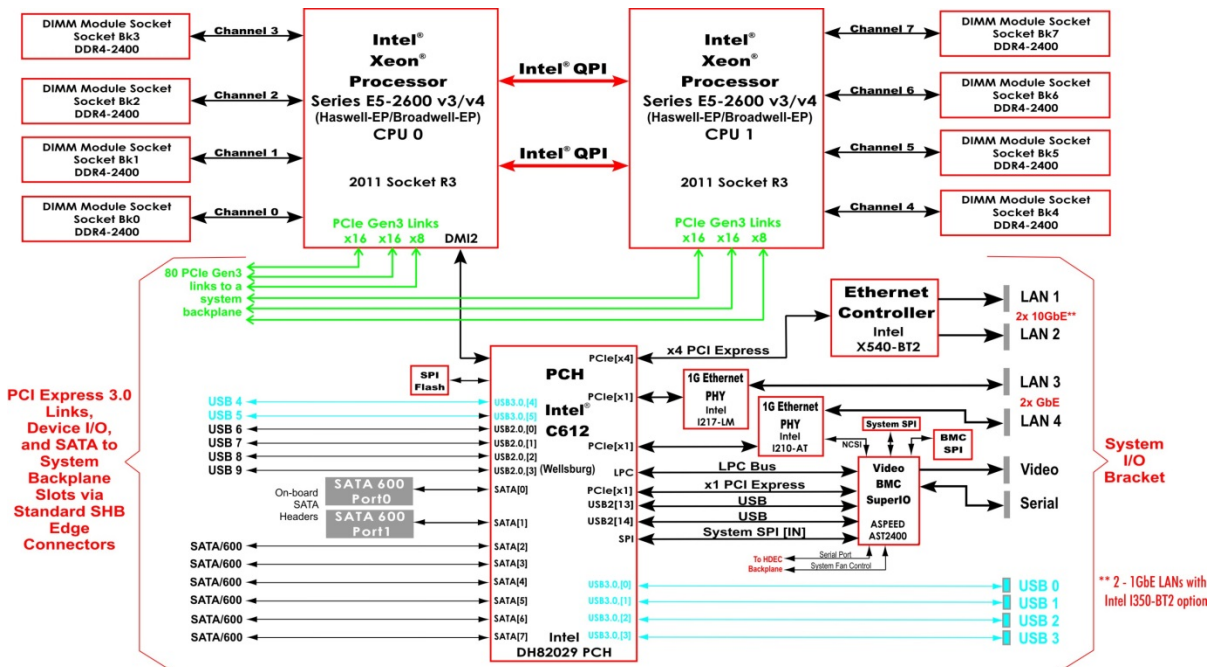 DIMM Module Socket
Socket Bk3
DDR4-2400
Channel 3
DIMM Module Socket
Socket Bk2
DDR4-2400
Channel 2
DIMM Module Socket
Socket Bk1
DDR4-2400
Channel 1
DIMM Module Socket
Socket Bk0
DDR4-2400
Channel 0
Intel®
Xeon®
Processor
Series E5-2600 v3/v4
(Haswell-EP/Broadwell-EP)
CPU 0
2011 Socket R3
PCIe Gen3 Links
x16 x16 x8 DMI2
Intel® QPI
Intel® QPI
Intel®
Xeon®
Processor
Series E5-2600 v3/v4
(Haswell-EP/Broadwell-EP)
CPU 1
2011 Socket R3
PCIe Gen3 Links
x16 x16 x8
Channel 7
DIMM Module Socket
Socket Bk7
DDR4-2400
Channel 6
DIMM Module Socket
Socket Bk6
DDR4-2400
Channel 5
DIMM Module Socket
Socket Bk5
DDR4-2400
Channel 4
DIMM Module Socket
Socket Bk4
DDR4-2400
80 PCIe Gen3
links to a
system
backplane
PCI Express 3.0
Links,
Device I/O,
and SATA to
System
Backplane
Slots via
Standard SHB
Edge
Connectors
SPI
Flash
USB 4
USB 5
USB 6
USB 7
USB 8
USB 9
On-board
SATA
Headers
SATA 600
Port0
SATA 600
Port1
SATA/600
SATA/600
SATA/600
SATA/600
SATA/600
SATA/600
USB3.0,[4]
USB3.0,[5]
USB2.0,[0]
USB2.0,[1]
USB2.0,[2]
USB2.0,[3]
SATA[0]
SATA[1]
SATA[2]
SATA[3]
SATA[4]
SATA[5]
SATA[6]
SATA[7]
PCH
Intel®
C612
(Wellsburg)
Intel
DH82029 PCH
PCIe[x4]
PCIe[x1]
PCIe[x1]
LPC
PCIe[x1]
USB2[13]
USB2[14]
SPI
USB3.0,[0]
USB3.0,[1]
USB3.0,[2]
USB3.0,[3]
x4 PCI Express
LPC Bus
x1 PCI Express
USB
USB
System SPI [IN]
Ethernet
Controller
Intel
X540-BT2
1G Ethernet
PHY
Intel
I217-LM
1G Ethernet
PHY
Intel
I210-AT
NCSI
System SPI
BMC
SPI
Video
BMC
SuperIO
ASPEED
AST2400
To HDEC
Backplane
Serial Port
System Fan Control
LAN 1
2x 10GbE**
LAN 2
LAN 3
2x GbE
LAN 4
Video
Serial
USB 0
USB 1
USB 2
USB 3
System
I/O
Bracket
** 2 - 1GbE LANs with
Intel I350-BT2 option